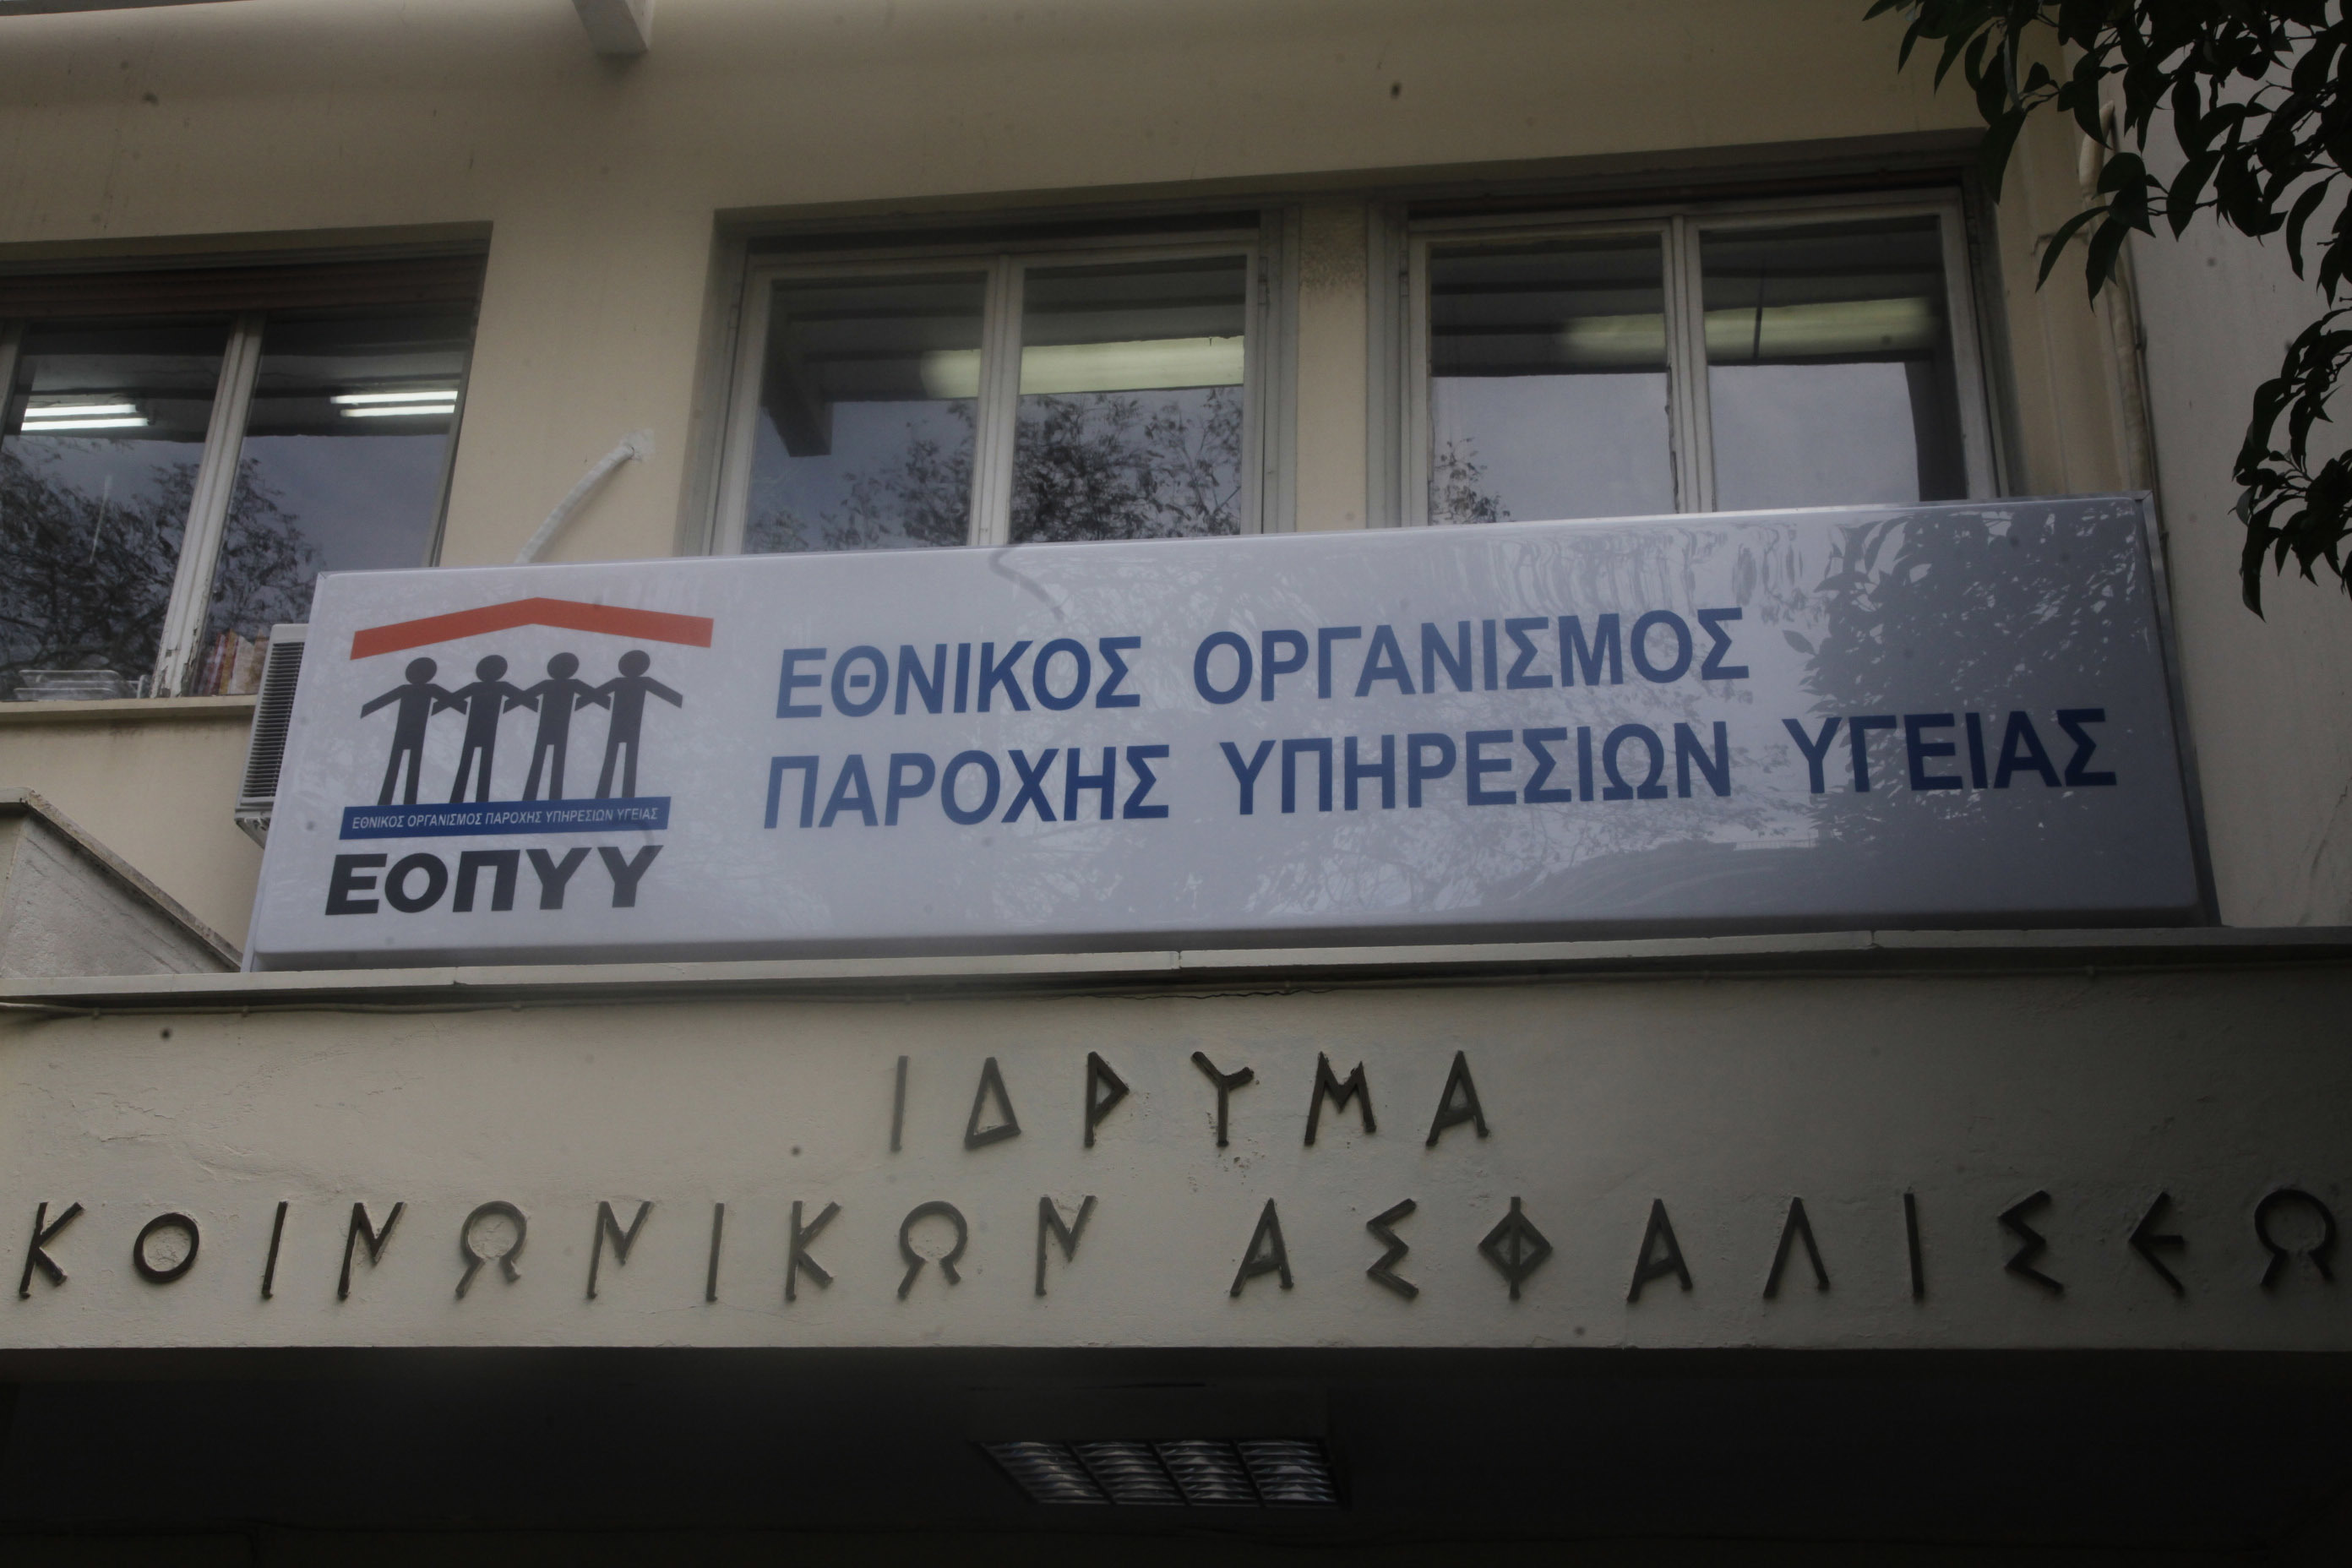 ΕΘΝΙΚΟΣ ΟΡΓΑΝΙΣΜΟΣ
ΠΑΡΟΧΗΣ ΥΠΗΡΕΣΙΩΝ ΥΓΕΙΑΣ
ΕΘΝΙΚΟΣ ΟΡΓΑΝΙΣΜΟΣ ΠΑΡΟΧΗΣ ΥΠΗΡΕΣΙΩΝ ΥΓΕΙΑΣ
ΕΟΠΥΥ
ΙΔΡΥΜΑ
ΚΟΙΝΩΝΙΚΩΝ ΑΣΦΑΛΙΣΕΩ